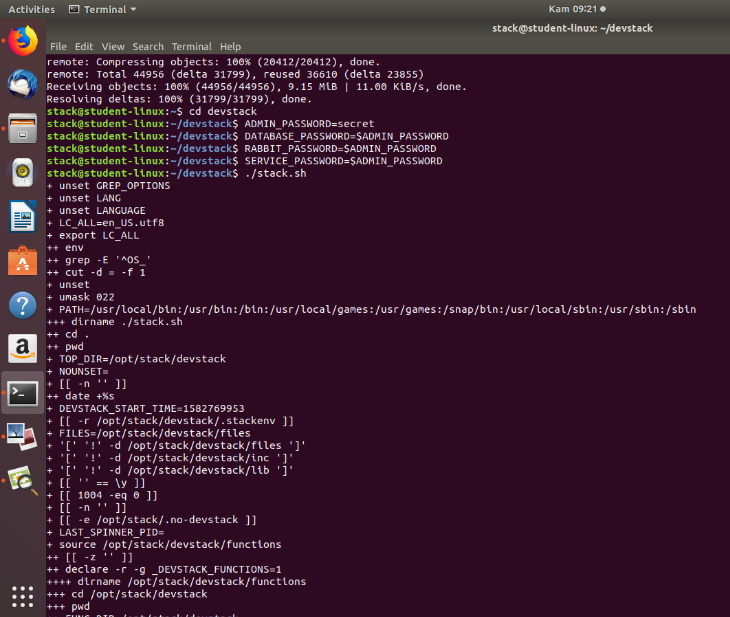 Activities Terminal Kam 09:21
stack@student-linux: ~/devstack
File Edit View Search Terminal Help
remote: Compressing objects: 100% (20412/20412), done.
remote: Total 44956 (delta 31799), reused 36610 (delta 23855)
Receiving objects: 100% (44956/44956), 9.15 MiB | 11.00 KiB/s, done.
Resolving deltas: 100% (31799/31799), done.
stack@student-linux:~$ cd devstack
stack@student-linux:~/devstack$ ADMIN_PASSWORD=secret
stack@student-linux:~/devstack$ DATABASE_PASSWORD=$ADMIN_PASSWORD
stack@student-linux:~/devstack$ RABBIT_PASSWORD=$ADMIN_PASSWORD
stack@student-linux:~/devstack$ SERVICE_PASSWORD=$ADMIN_PASSWORD
stack@student-linux:~/devstack$ ./stack.sh
+ unset GREP_OPTIONS
+ unset LANG
+ unset LANGUAGE
+ LC_ALL=en_US.utf8
+ export LC_ALL
++ env
++ grep -E '^OS_'
++ cut -d = -f 1
+ unset
+ umask 022
+ PATH=/usr/local/bin:/usr/bin:/bin:/usr/local/games:/usr/games:/snap/bin:/usr/local/sbin:/usr/sbin:/sbin
+++ dirname ./stack.sh
++ cd .
++ pwd
+ TOP_DIR=/opt/stack/devstack
+ NOUNSET=
+ [[ -n '' ]]
++ date +%s
+ DEVSTACK_START_TIME=1582769953
+ [[ -r /opt/stack/devstack/.stackenv ]]
+ FILES=/opt/stack/devstack/files
+ '[' '!' -d /opt/stack/devstack/files ']'
+ '[' '!' -d /opt/stack/devstack/inc ']'
+ '[' '!' -d /opt/stack/devstack/lib ']'
+ [[ '' == \y ]]
+ [[ 1004 -eq 0 ]]
+ [[ -n '' ]]
+ [[ -e /opt/stack/.no-devstack ]]
+ LAST_SPINNER_PID=
+ source /opt/stack/devstack/functions
++ [[ -z '' ]]
++ declare -r -g _DEVSTACK_FUNCTIONS=1
++++ dirname /opt/stack/devstack/functions
+++ cd /opt/stack/devstack
+++ pwd